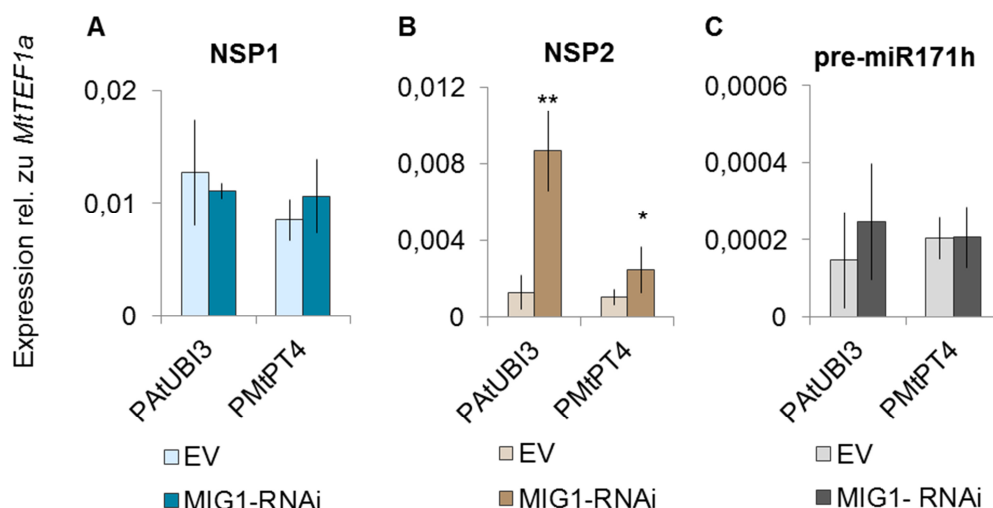 A
NSP1
Expression rel. zu MtTEF1a
0,02
0,01
0
PAtUBI3
PMtPT4
EV
MIG1-RNAi
B
NSP2
0,012
0,008
0,004
0
**
*
PAtUBI3
PMtPT4
EV
MIG1-RNAi
C
pre-miR171h
0,0006
0,0004
0,0002
0
PAtUBI3
PMtPT4
EV
MIG1- RNAi